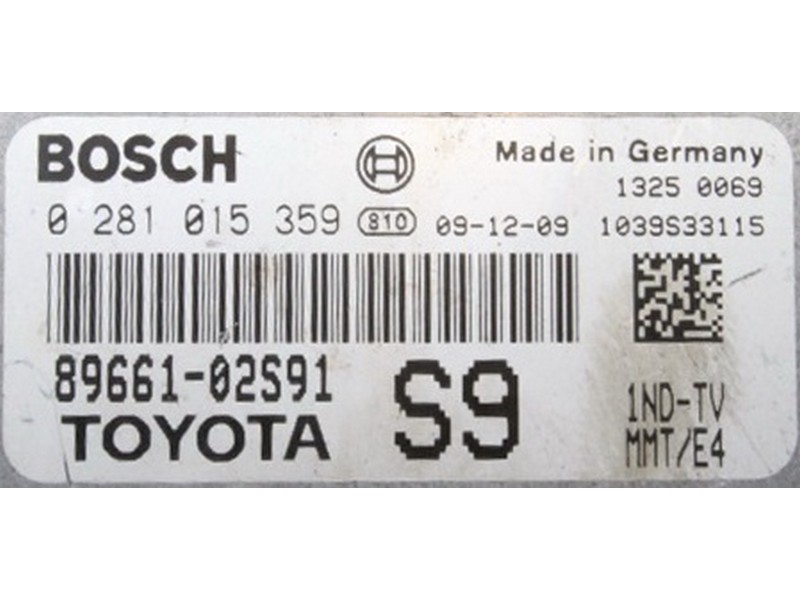 BOSCH
Made in Germany
1325 0069
0 281 015 359 810 09-12-09 1039S33115
89661-02S91
S9
1ND-TV
TOYOTA
MMT/E4